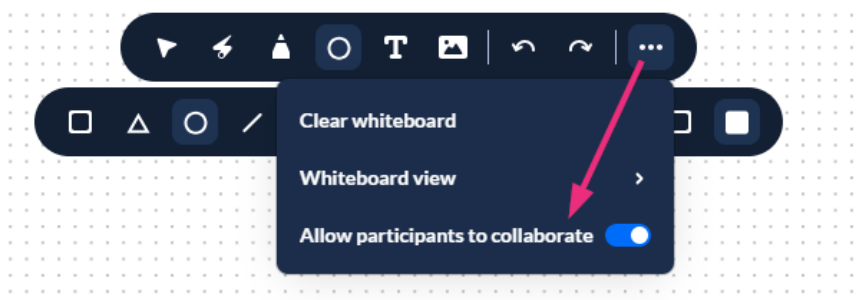 T
Clear whiteboard
Whiteboard view
Allow participants to collaborate